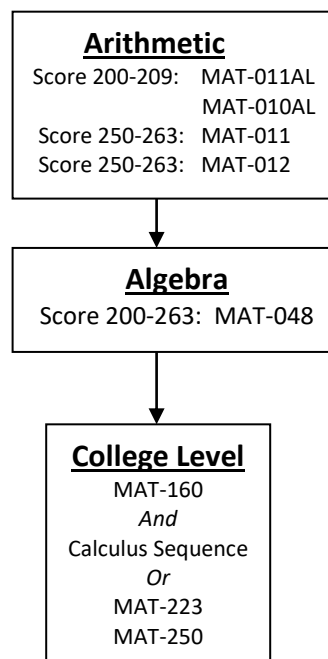 Arithmetic
Score 200-209: MAT-011AL
MAT-010AL
Score 250-263: MAT-011
Score 250-263: MAT-012
Algebra
Score 200-263: MAT-048
College Level
MAT-160
And
Calculus Sequence
Or
MAT-223
MAT-250